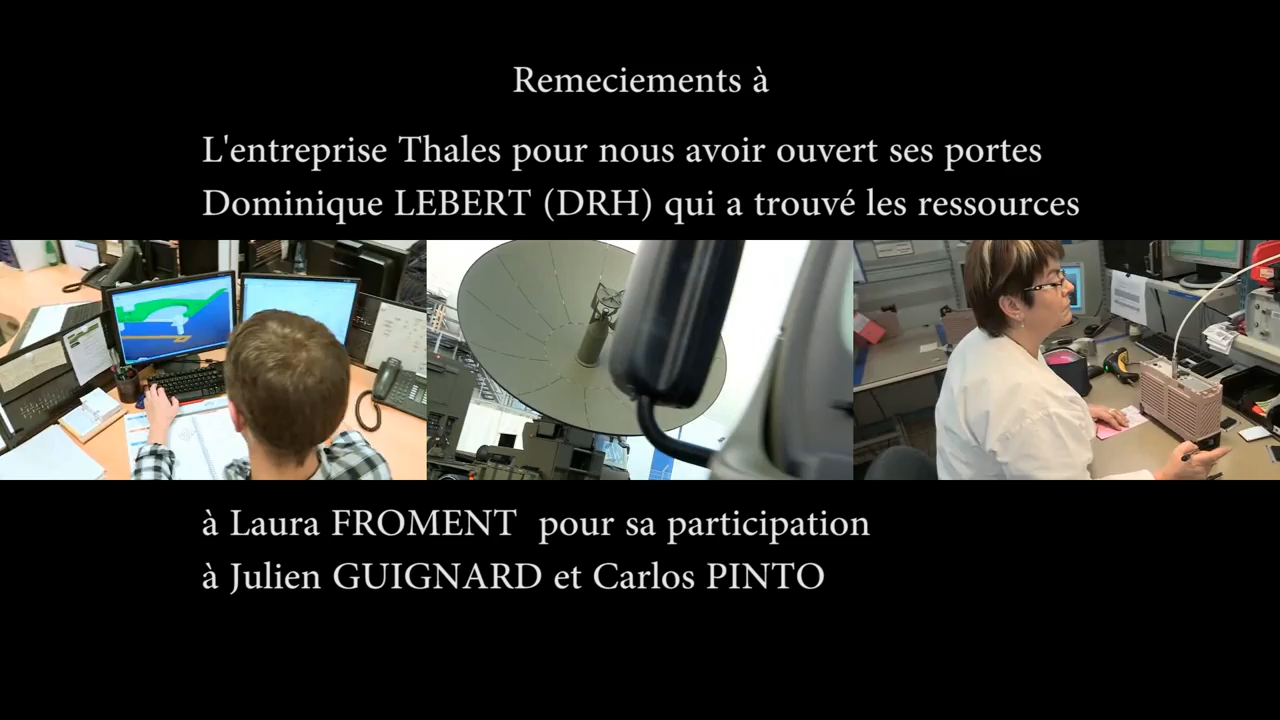 Remeciements à
L'entreprise Thales pour nous avoir ouvert ses portes
Dominique LEBERT (DRH) qui a trouvé les ressources
à Laura FROMENT pour sa participation
à Julien GUIGNARD et Carlos PINTO